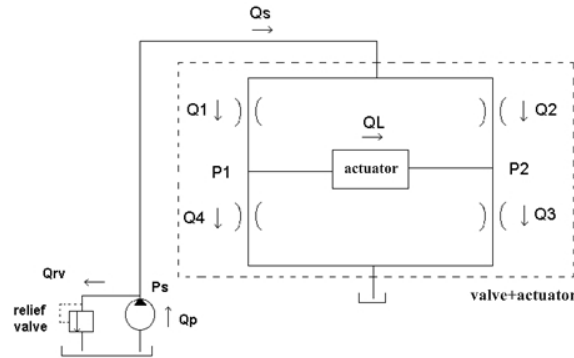 Qs
Q1
QL
Q2
actuator
P1
P2
Q4
Q3
Qrv
Ps
relief
valve
Qp
valve+actuator